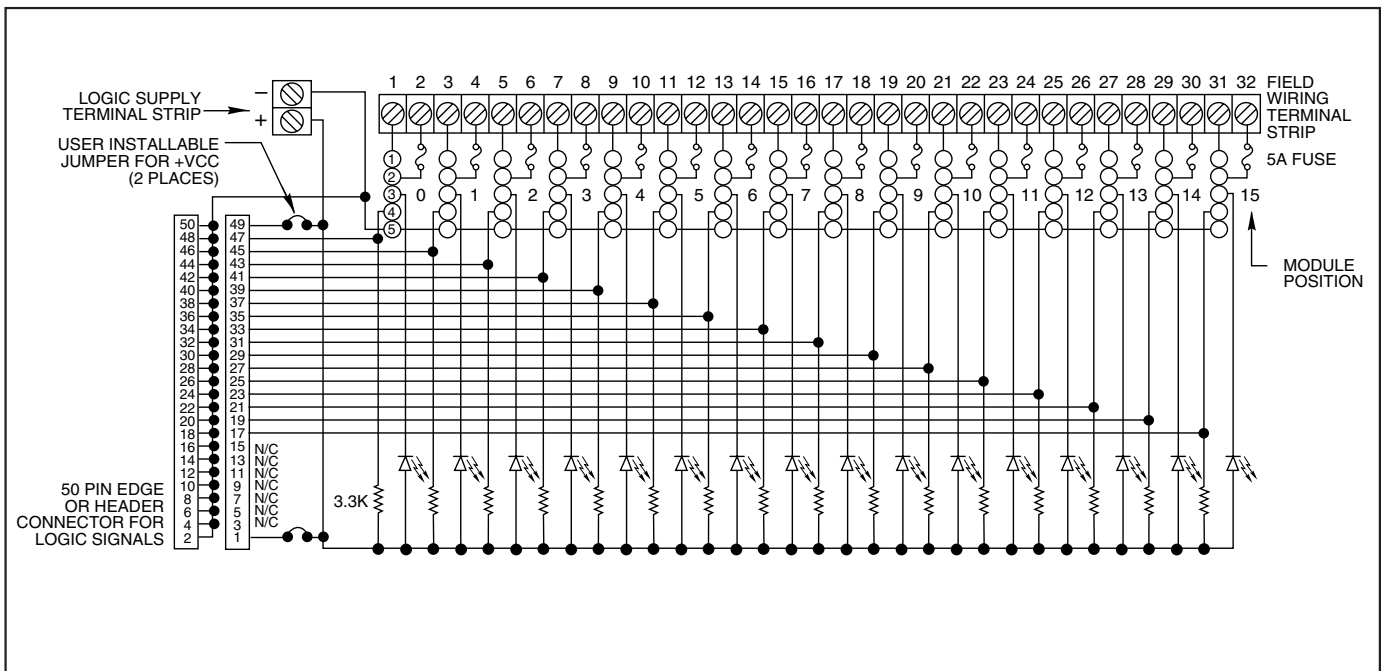 1 2 3 4 5 6 7 8 9 10 11 12 13 14 15 16 17 18 19 20 21 22 23 24 25 26 27 28 29 30 31 32
FIELD
WIRING
TERMINAL
STRIP
−
+
LOGIC SUPPLY
TERMINAL STRIP
USER INSTALLABLE
JUMPER FOR +VCC
(2 PLACES)
5A FUSE
1
2
3
4
5
0 1 2 3 4 5 6 7 8 9 10 11 12 13 14 15
MODULE
POSITION
50 49
48 47
46 45
44 43
42 41
40 39
38 37
36 35
34 33
32 31
30 29
28 27
26 25
24 23
22 21
20 19
18 17
16 15 N/C
14 13 N/C
12 11 N/C
10 9 N/C
8 7 N/C
6 5 N/C
4 3 N/C
2 1
3.3K
50 PIN EDGE
OR HEADER
CONNECTOR FOR
LOGIC SIGNALS